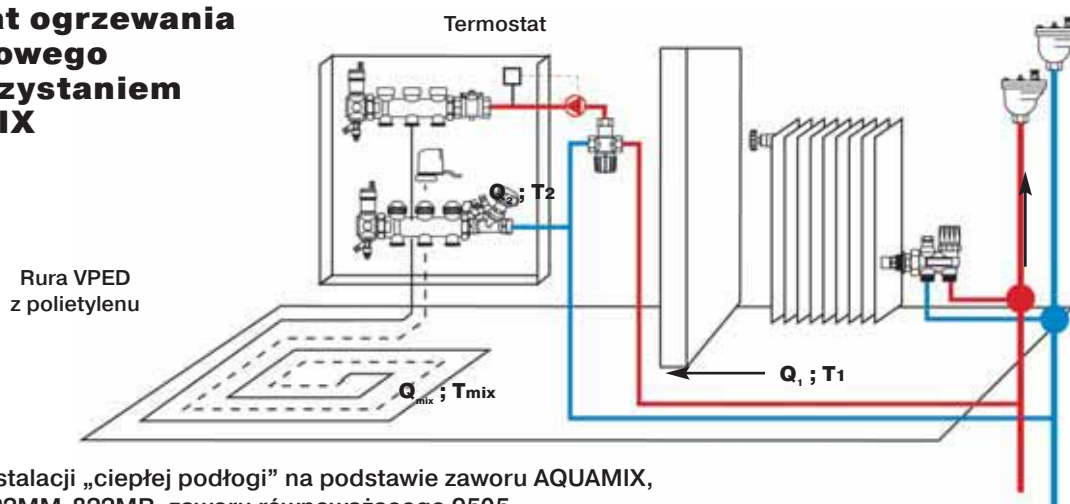 at ogrzewania
owego
zystaniem
IX
Termostat
Q₂ ; T2
Rura VPED
z polietylenu
Q₁ ; T1
Qmix ; Tmix
stalacji „ciepłej podłogi” na podstawie zaworu AQUAMIX,